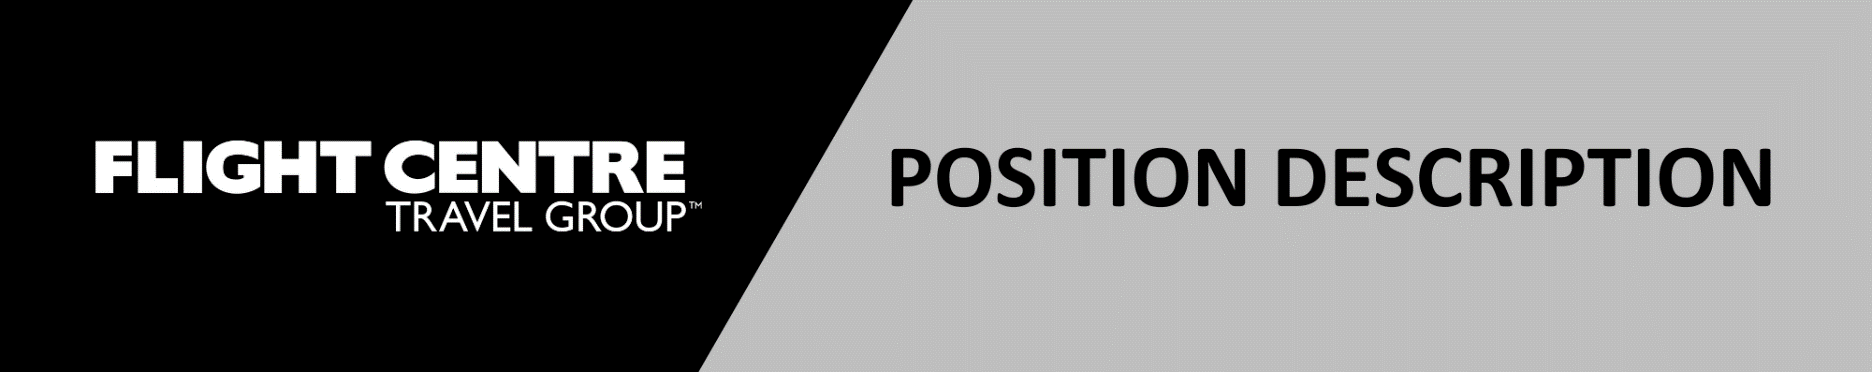 FLIGHT CENTRE
TRAVEL GROUP™
POSITION DESCRIPTION